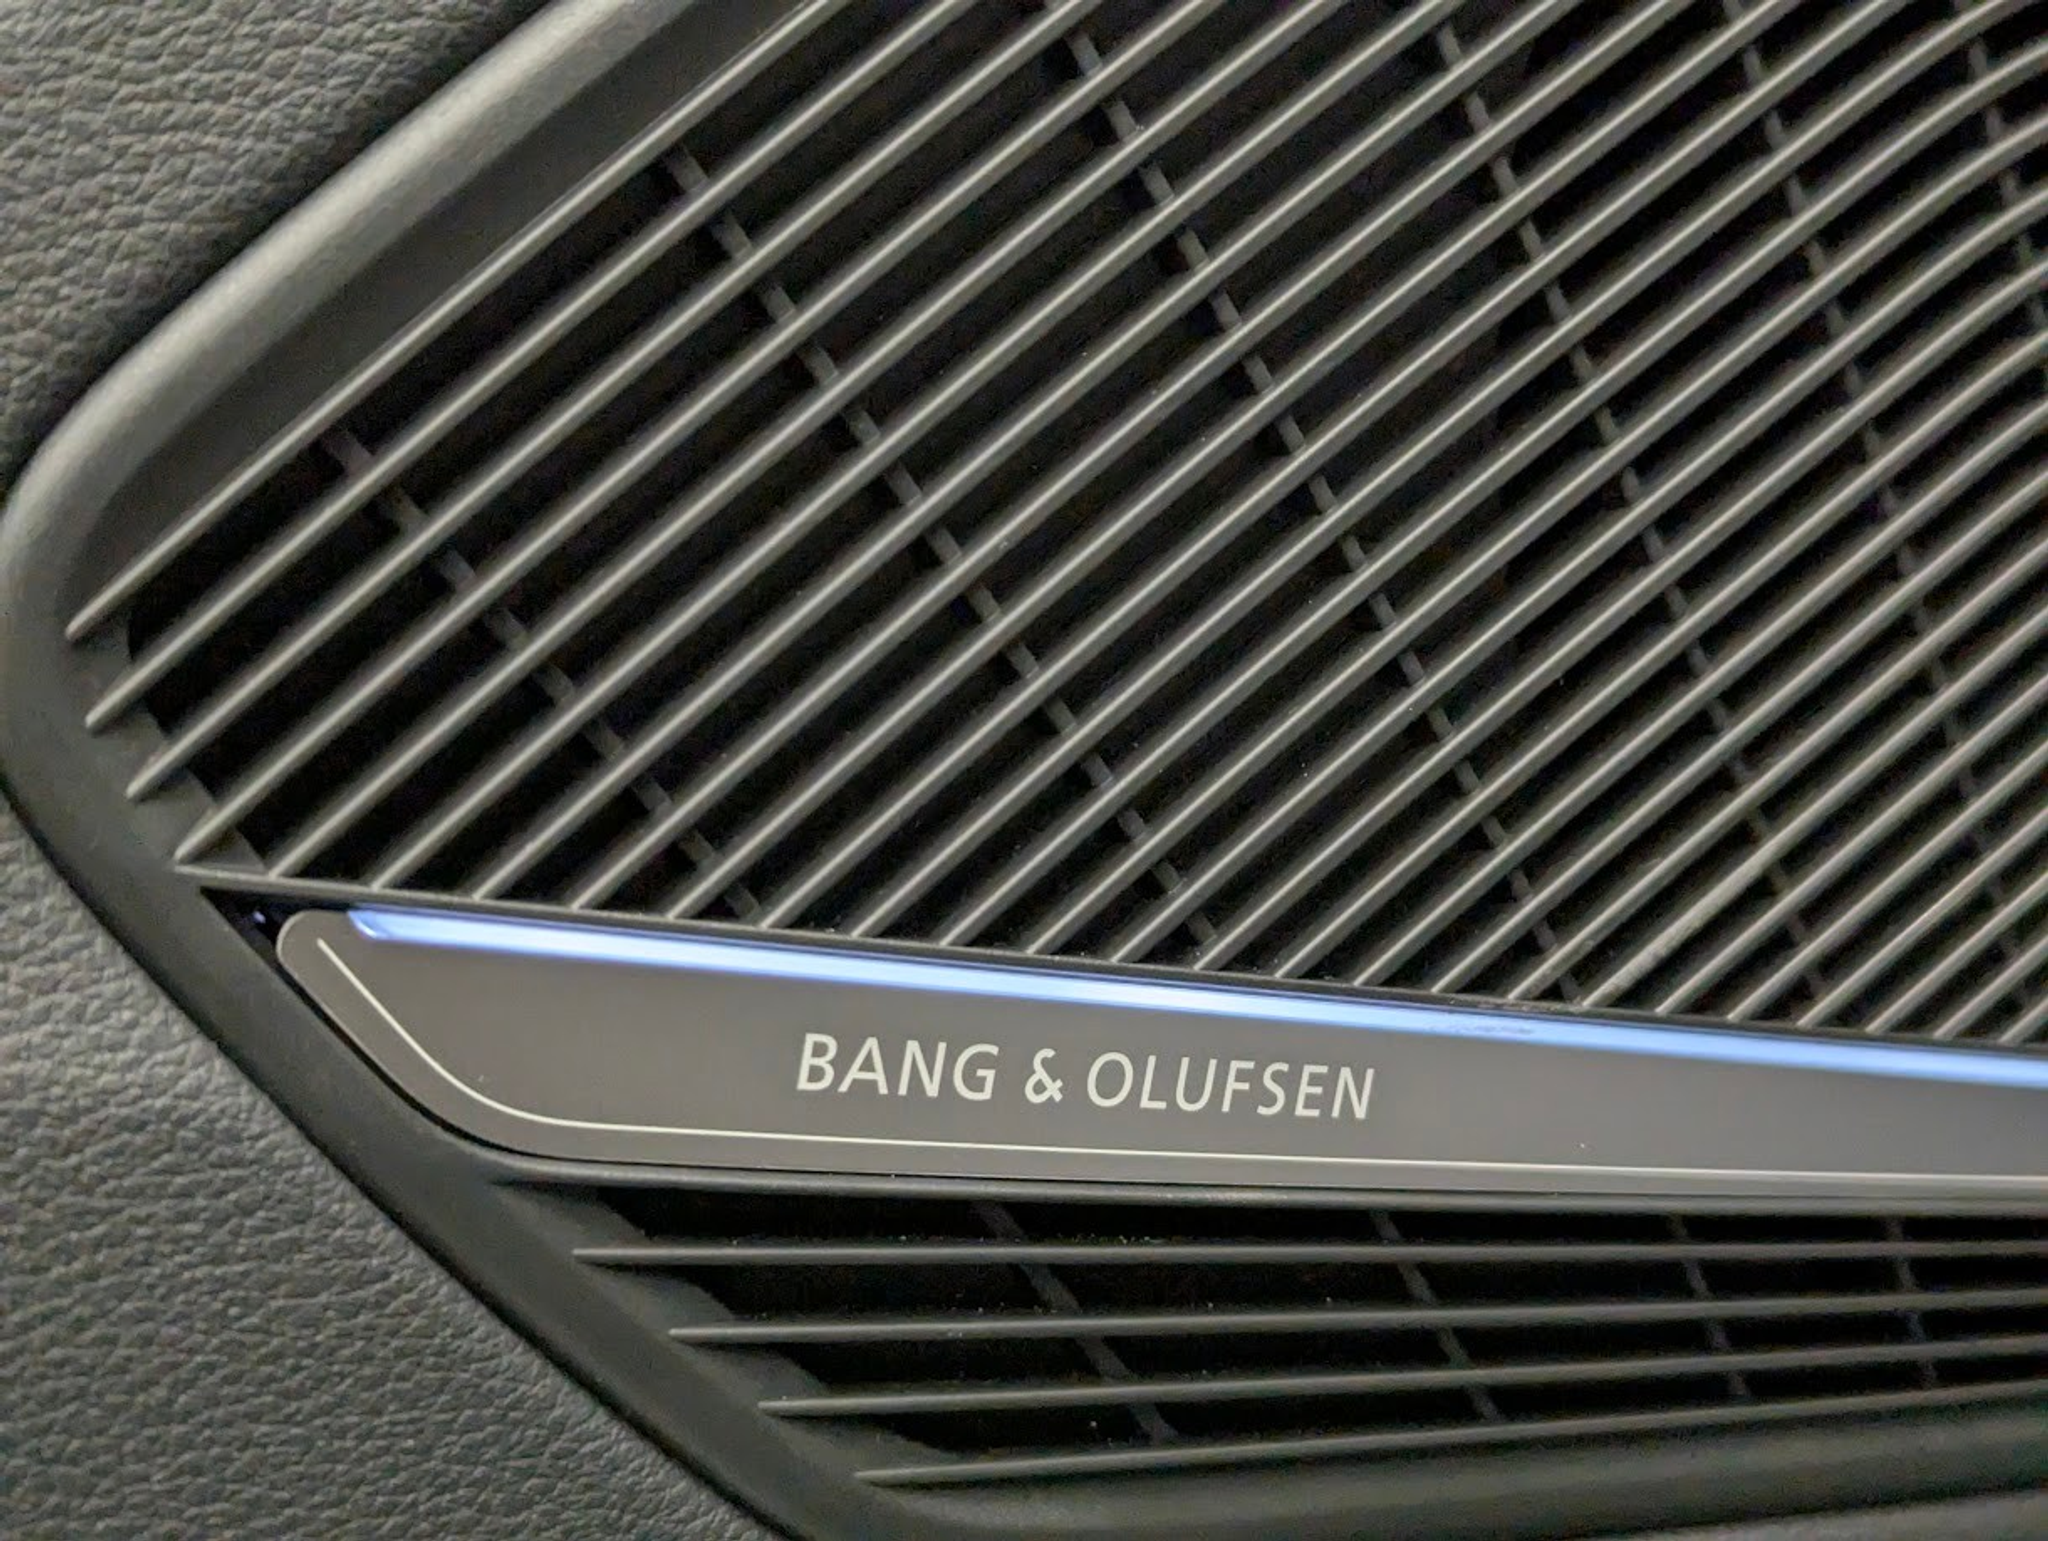 BANG & OLUFSEN